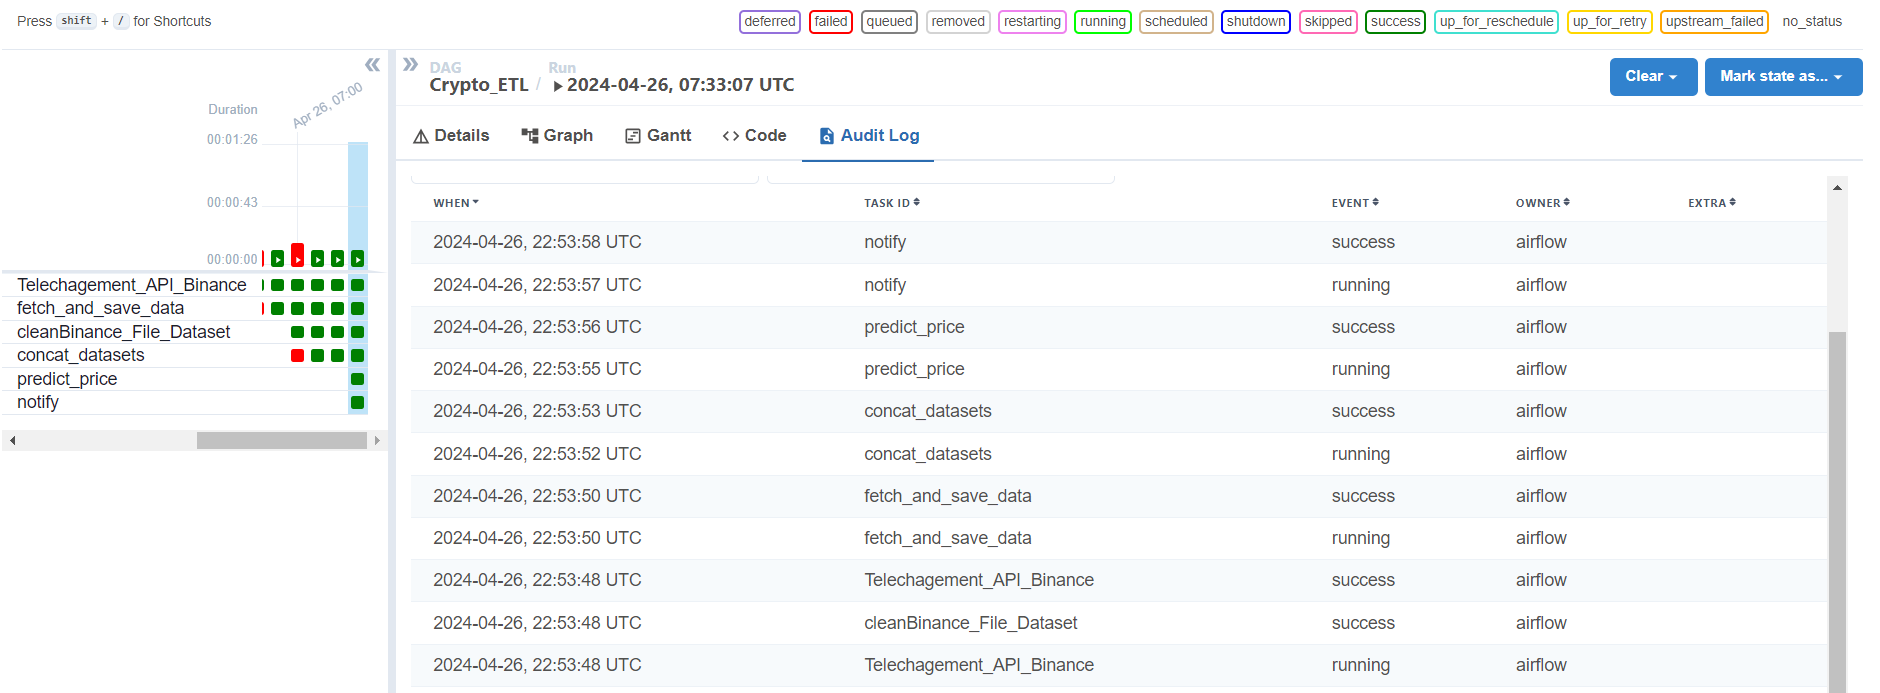 Press shift + / for Shortcuts
deferred failed queued removed restarting running scheduled shutdown skipped success up_for_reschedule up_for_retry upstream_failed no_status
DAG
Crypto_ETL /
Run
2024-04-26, 07:33:07 UTC
Clear
Mark state as...
Duration
Apr 26, 07:00
00:01:26
00:00:43
00:00:00
Telechagement_API_Binance
fetch_and_save_data
cleanBinance_File_Dataset
concat_datasets
predict_price
notify
Details Graph Gantt Code Audit Log
WHEN TASK ID EVENT OWNER EXTRA
2024-04-26, 22:53:58 UTC notify success airflow
2024-04-26, 22:53:57 UTC notify running airflow
2024-04-26, 22:53:56 UTC predict_price success airflow
2024-04-26, 22:53:55 UTC predict_price running airflow
2024-04-26, 22:53:53 UTC concat_datasets success airflow
2024-04-26, 22:53:52 UTC concat_datasets running airflow
2024-04-26, 22:53:50 UTC fetch_and_save_data success airflow
2024-04-26, 22:53:50 UTC fetch_and_save_data running airflow
2024-04-26, 22:53:48 UTC Telechagement_API_Binance success airflow
2024-04-26, 22:53:48 UTC cleanBinance_File_Dataset success airflow
2024-04-26, 22:53:48 UTC Telechagement_API_Binance running airflow